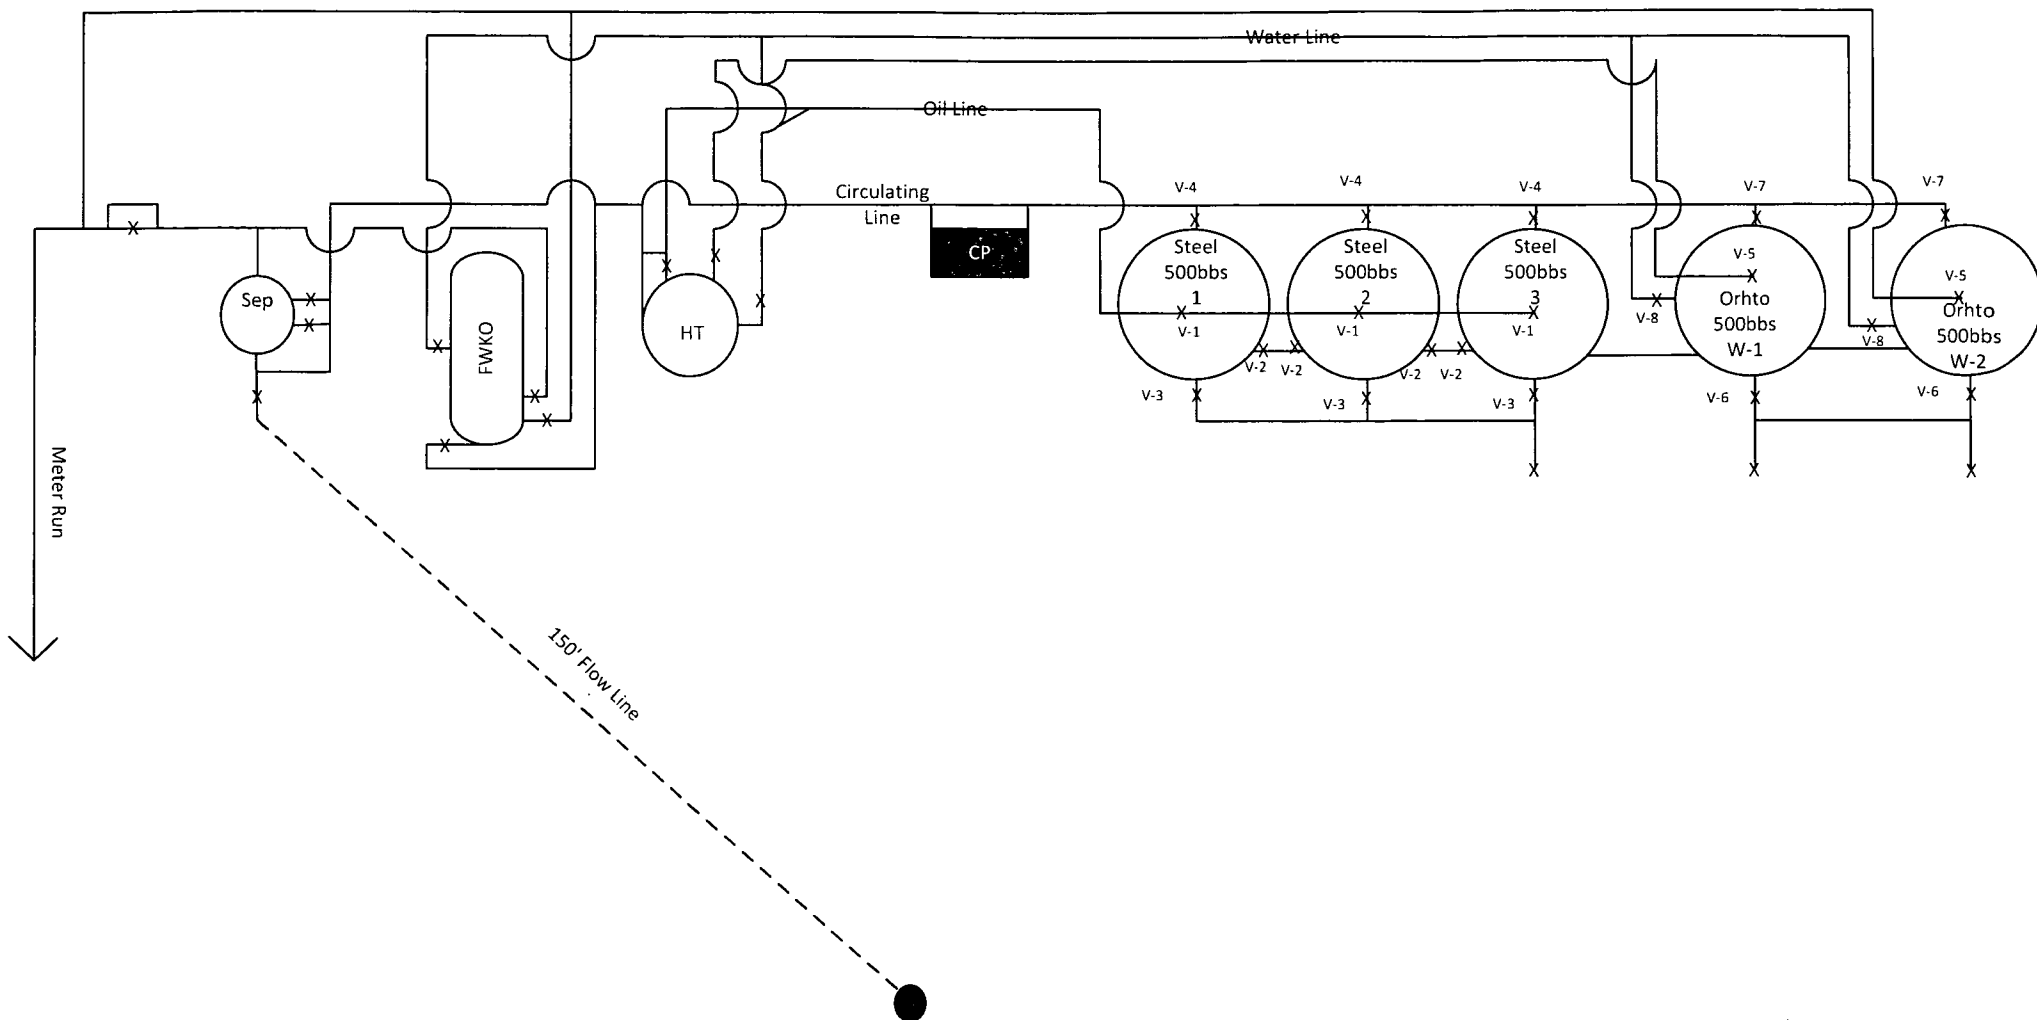 Water Line
Oil Line
Circulating
Line
V-4
V-4
V-4
V-7
V-7
CP
Steel
500bbs
1
Steel
500bbs
2
Steel
500bbs
3
V-5
Orhto
500bbs
W-1
V-5
Orhto
500bbs
W-2
Sep
FWKO
HT
V-1
V-1
V-1
V-8
V-8
V-2
V-2
V-2
V-2
V-3
V-3
V-3
V-6
V-6
Meter Run
150' Flow Line